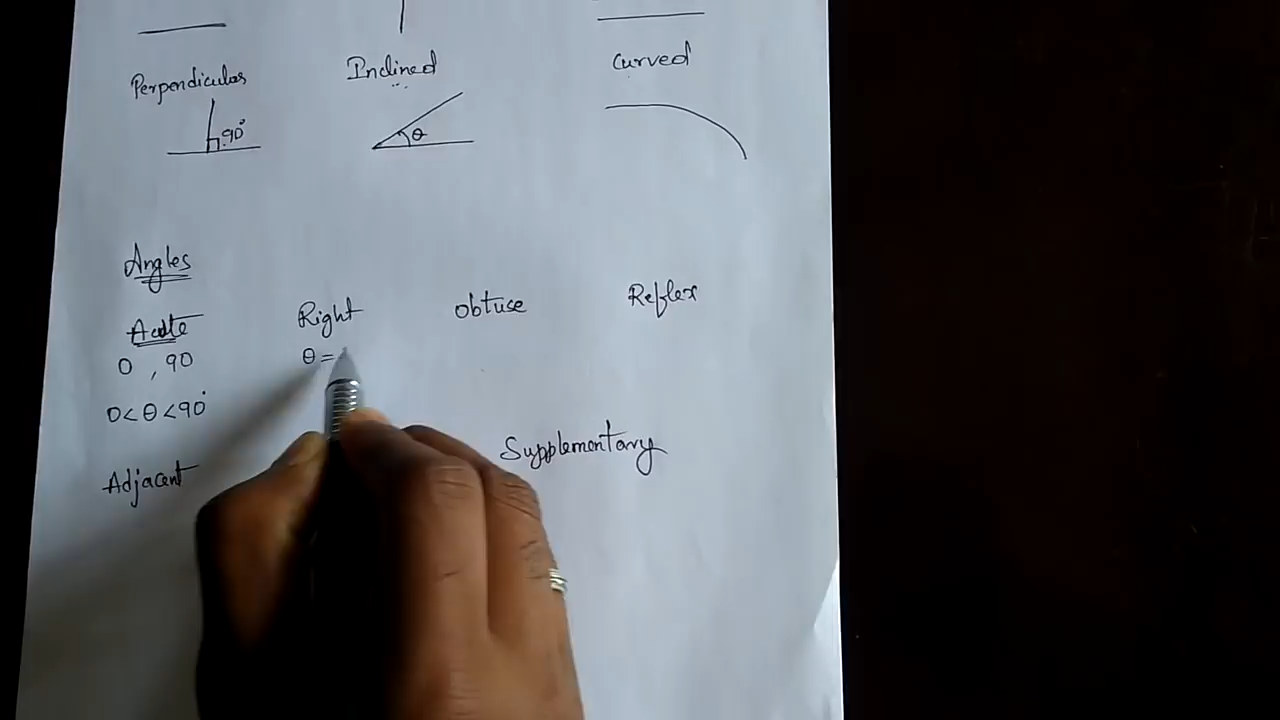 Perpendicular Inclined Curved
90° θ
Angles
Acute Right Obtuse Reflex
0 , 90 θ =
0 < θ < 90°
Adjacent Supplementary